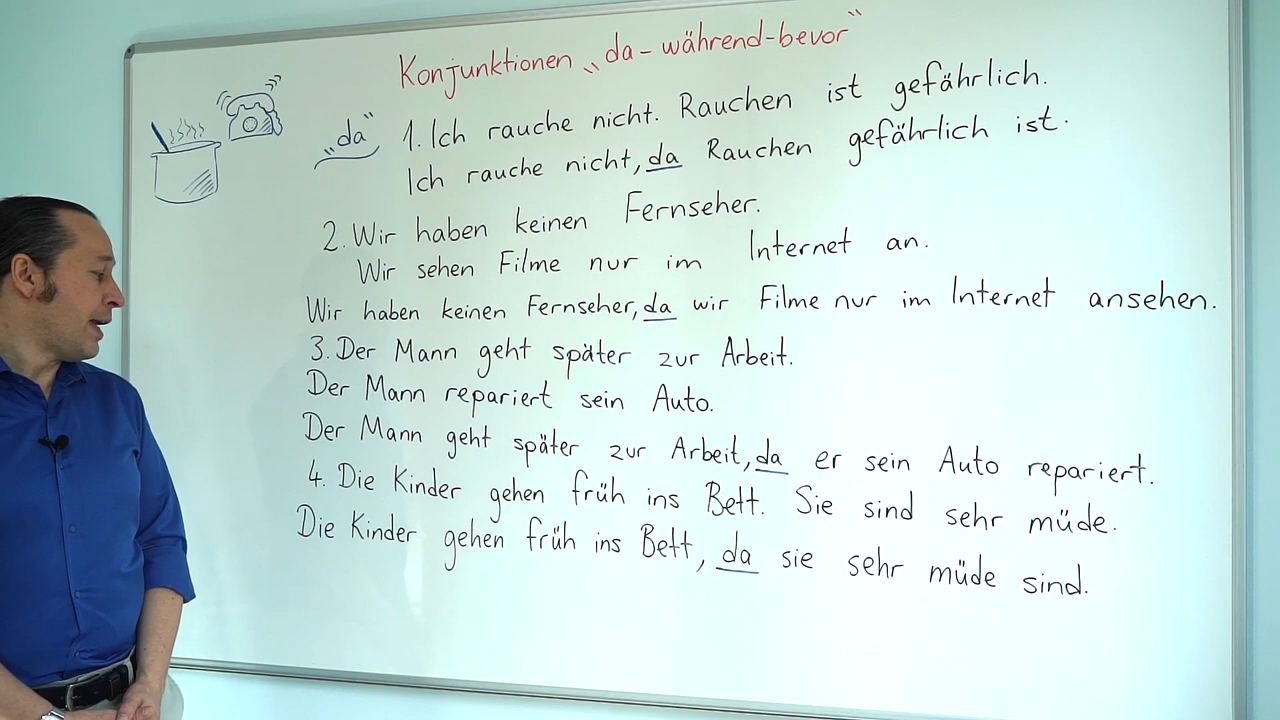 Konjunktionen „da-während-bevor“
„da“ 1. Ich rauche nicht. Rauchen ist gefährlich.
Ich rauche nicht, da Rauchen gefährlich ist.
2. Wir haben keinen Fernseher.
Wir sehen Filme nur im Internet an.
Wir haben keinen Fernseher, da wir Filme nur im Internet ansehen.
3. Der Mann geht später zur Arbeit.
Der Mann repariert sein Auto.
Der Mann geht später zur Arbeit, da er sein Auto repariert.
4. Die Kinder gehen früh ins Bett. Sie sind sehr müde.
Die Kinder gehen früh ins Bett, da sie sehr müde sind.